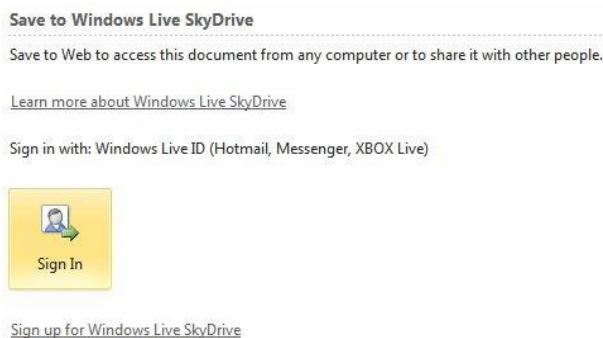 Save to Windows Live SkyDrive
Save to Web to access this document from any computer or to share it with other people.
Learn more about Windows Live SkyDrive
Sign in with: Windows Live ID (Hotmail, Messenger, XBOX Live)
Sign In
Sign up for Windows Live SkyDrive